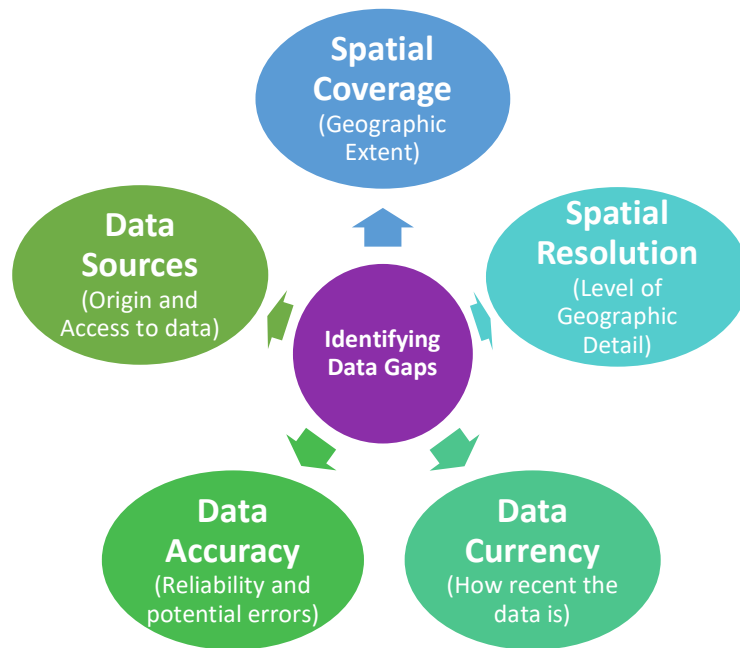 Spatial
Coverage
(Geographic
Extent)
Spatial
Resolution
(Level of
Geographic
Detail)
Data
Currency
(How recent the
data is)
Data
Accuracy
(Reliability and
potential errors)
Data
Sources
(Origin and
Access to data)
Identifying
Data Gaps